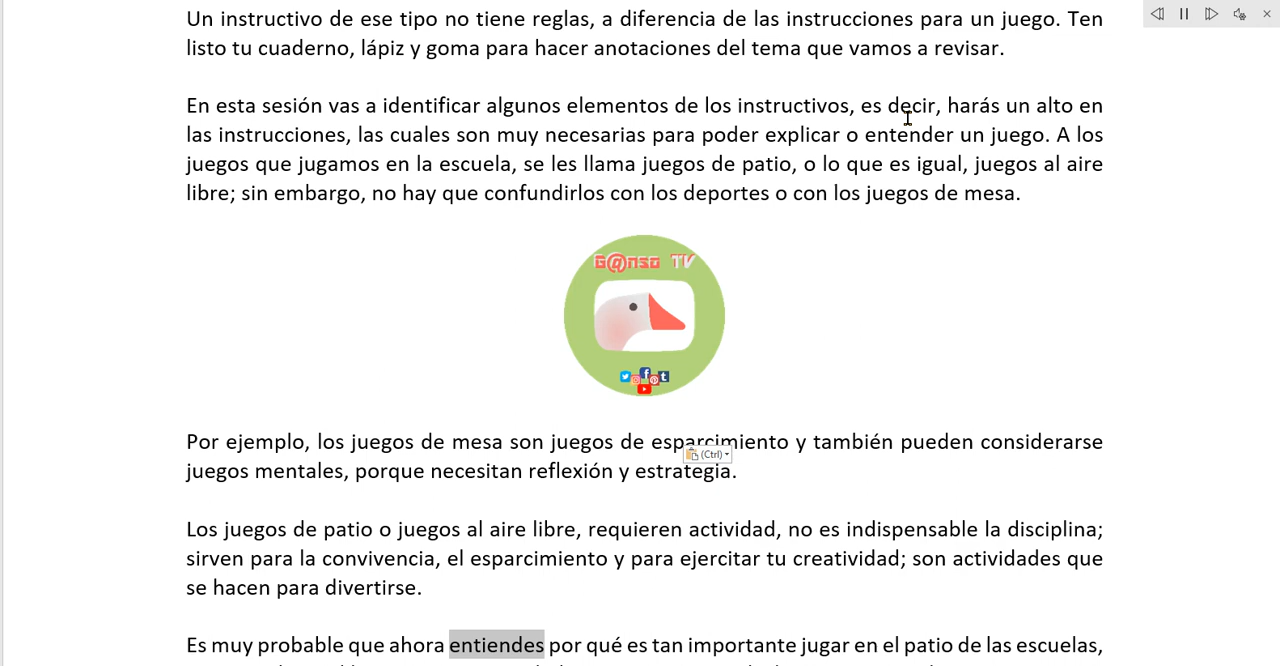 Un instructivo de ese tipo no tiene reglas, a diferencia de las instrucciones para un juego. Ten
listo tu cuaderno, lápiz y goma para hacer anotaciones del tema que vamos a revisar.
En esta sesión vas a identificar algunos elementos de los instructivos, es decir, harás un alto en
las instrucciones, las cuales son muy necesarias para poder explicar o entender un juego. A los
juegos que jugamos en la escuela, se les llama juegos de patio, o lo que es igual, juegos al aire
libre; sin embargo, no hay que confundirlos con los deportes o con los juegos de mesa.
G@nso TV
Por ejemplo, los juegos de mesa son juegos de esparcimiento y también pueden considerarse
(Ctrl)
juegos mentales, porque necesitan reflexión y estrategia.
Los juegos de patio o juegos al aire libre, requieren actividad, no es indispensable la disciplina;
sirven para la convivencia, el esparcimiento y para ejercitar tu creatividad; son actividades que
se hacen para divertirse.
Es muy probable que ahora entiendes por qué es tan importante jugar en el patio de las escuelas,